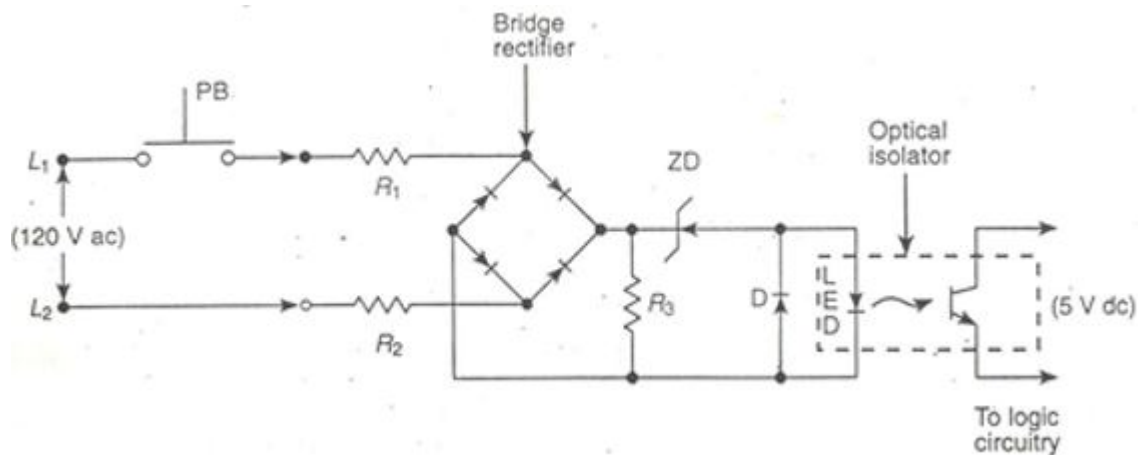 Bridge
rectifier
PB
Optical
isolator
L1
R1
ZD
(120 V ac)
L2
R2
R3
D
L
E
D
(5 V dc)
To logic
circuitry